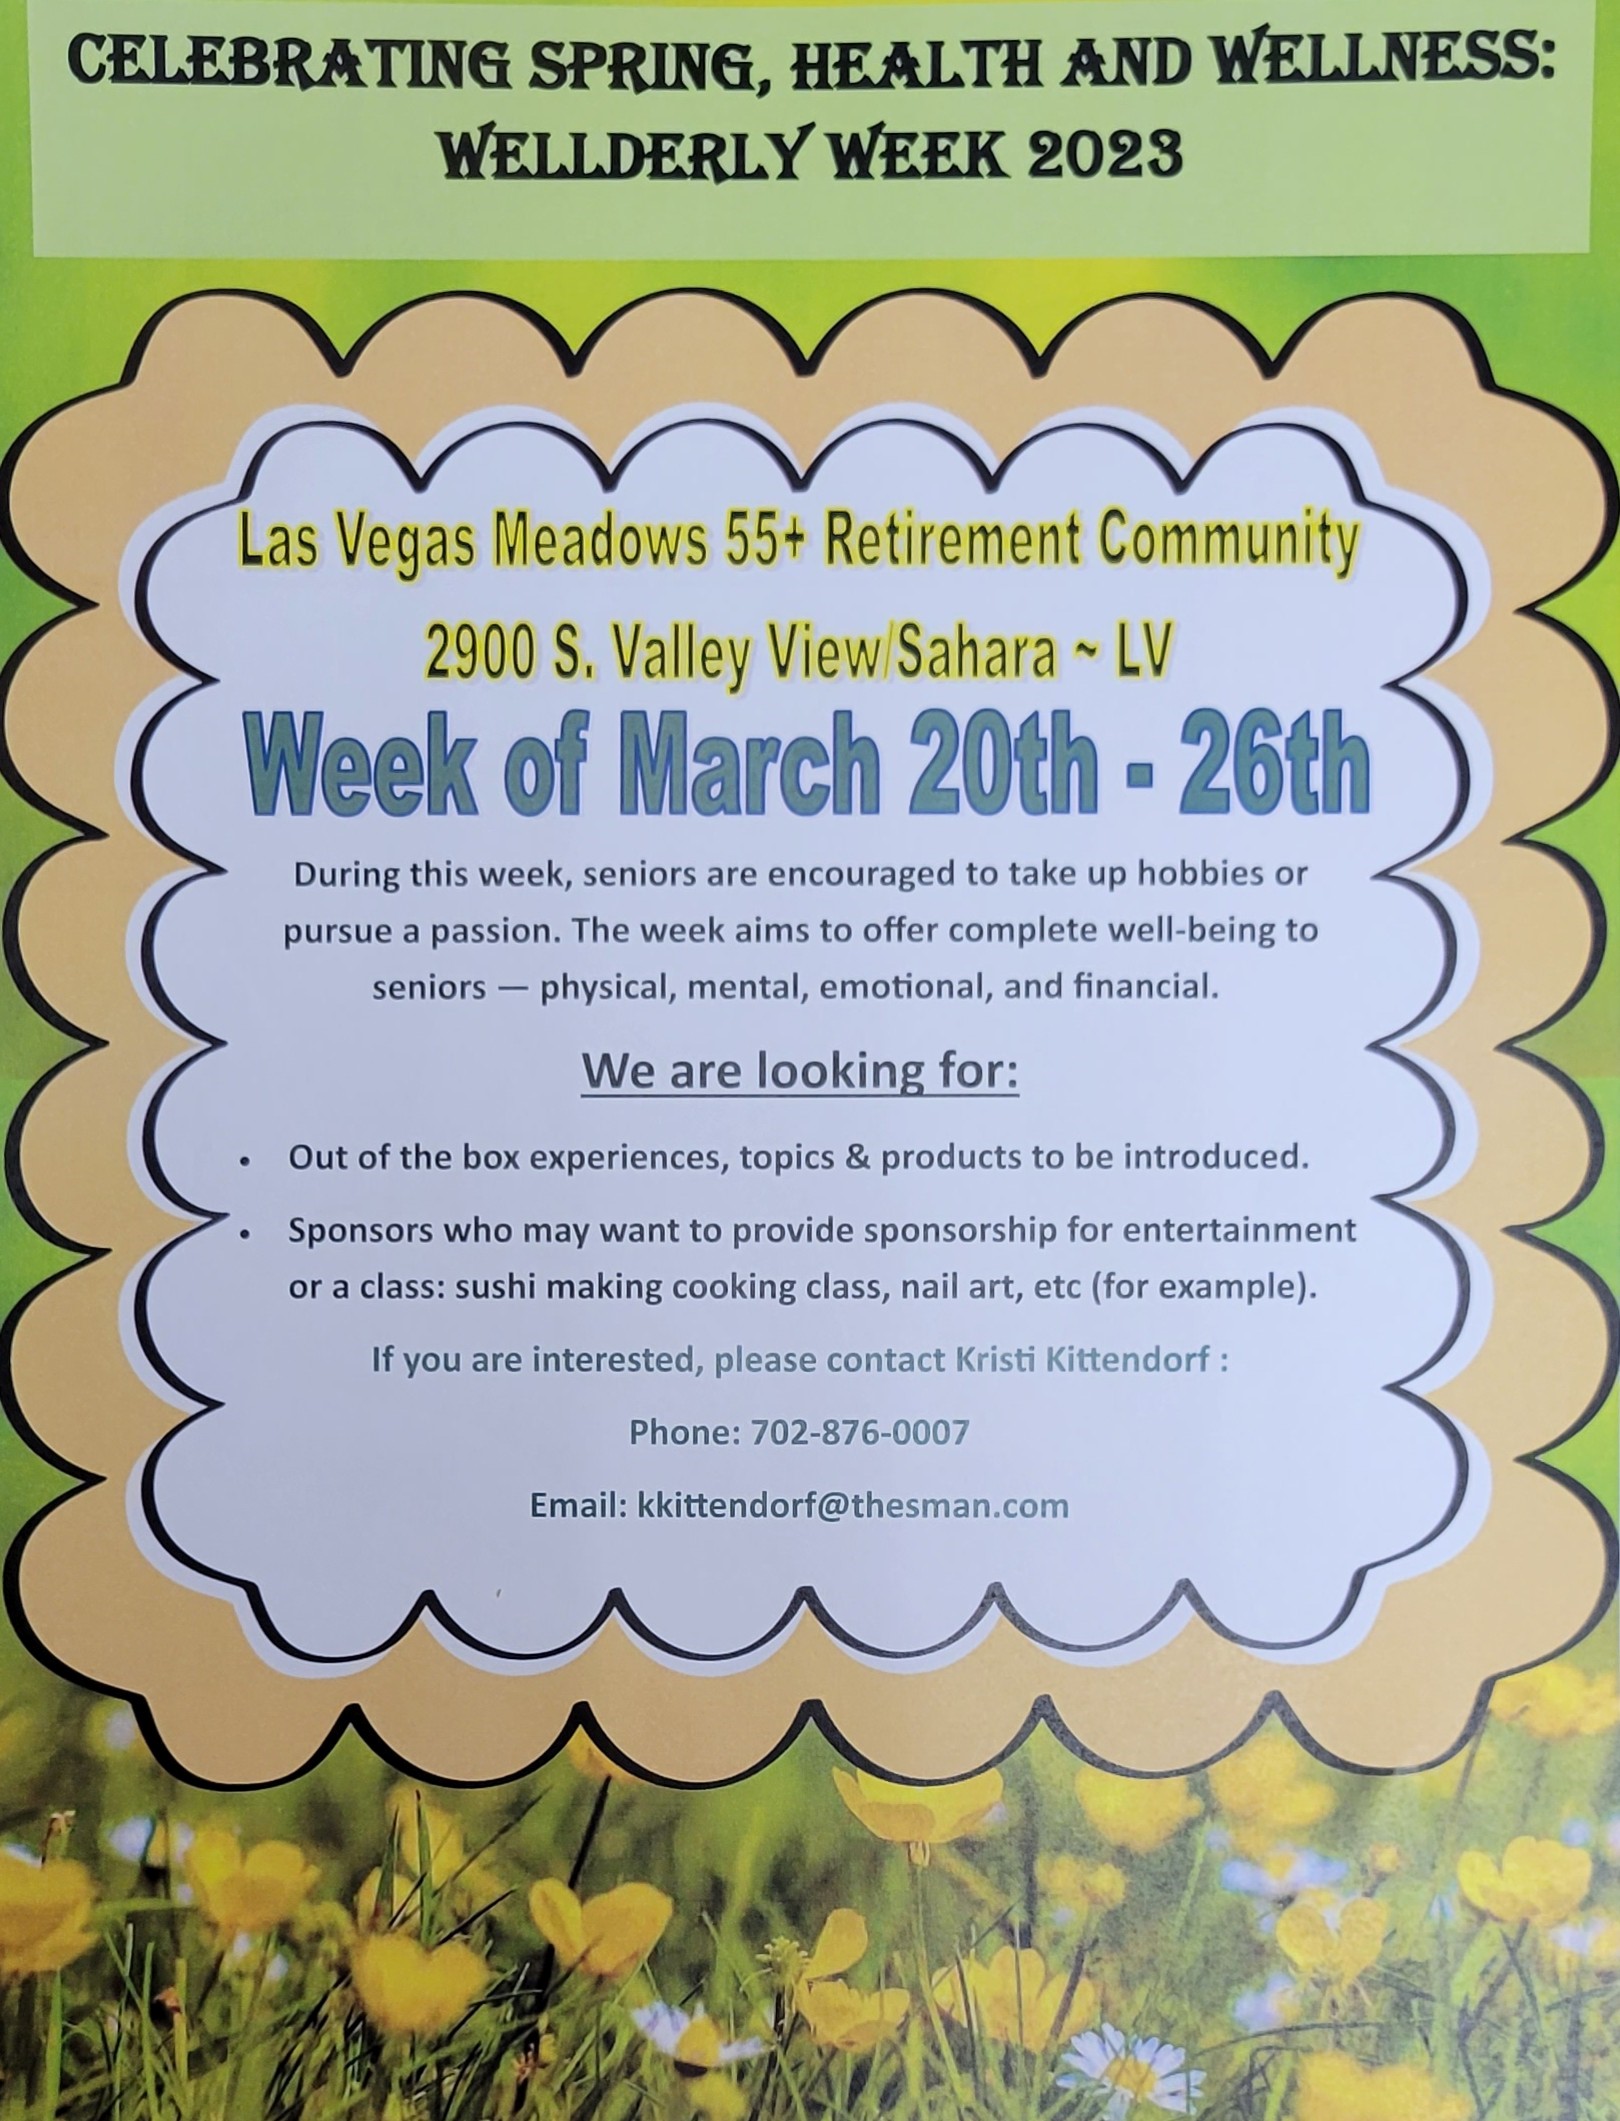 CELEBRATING SPRING, HEALTH AND WELLNESS:
WELLDERLY WEEK 2023
Las Vegas Meadows 55+ Retirement Community
2900 S. Valley View/Sahara ~ LV
Week of March 20th - 26th
During this week, seniors are encouraged to take up hobbies or
pursue a passion. The week aims to offer complete well-being to
seniors — physical, mental, emotional, and financial.
We are looking for:
• Out of the box experiences, topics & products to be introduced.
• Sponsors who may want to provide sponsorship for entertainment
or a class: sushi making cooking class, nail art, etc (for example).
If you are interested, please contact Kristi Kittendorf :
Phone: 702-876-0007
Email: kkittendorf@thesman.com